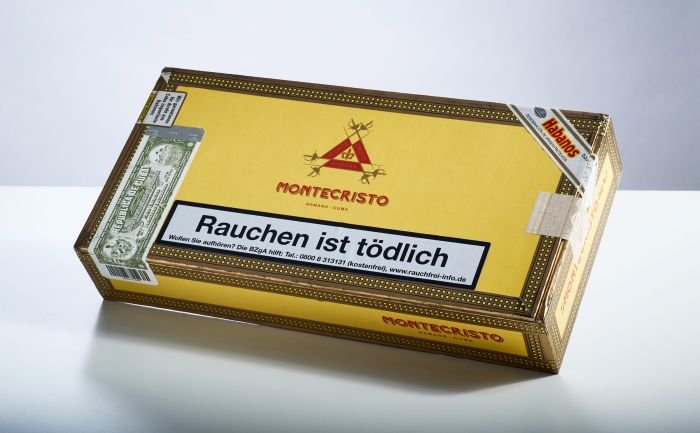 Habanos
MONTECRISTO
HABANA - CUBA
Rauchen ist tödlich
Wollen Sie aufhören? Die BZgA hilft: Tel.: 0800 8 313131 (kostenfrei), www.rauchfrei-info.de
REPUBLICA DE CUBA
MONTECRISTO
HABANA - CUBA